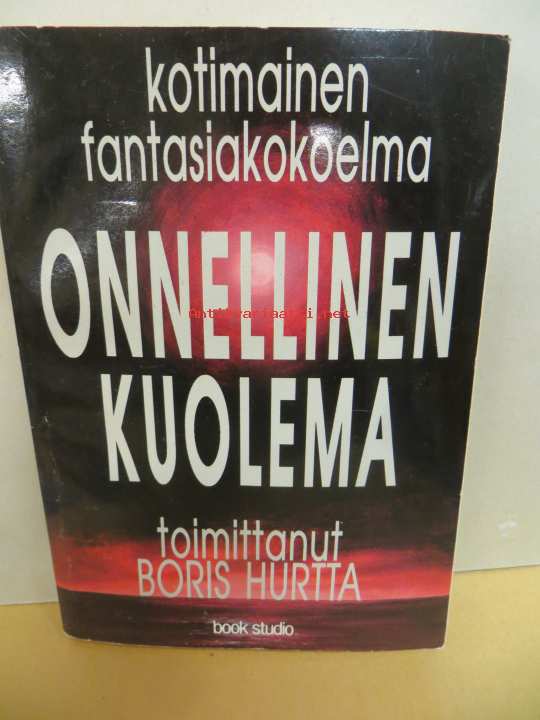 kotimainen
fantasiakokoelma
ONNELLINEN
KUOLEMA
toimittanut
BORIS HURTTA
book studio